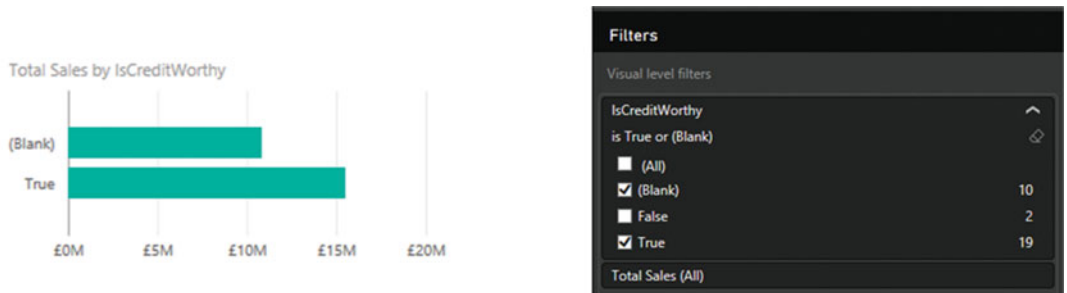 Total Sales by IsCreditWorthy
(Blank)
True
£0M £5M £10M £15M £20M
Filters
Visual level filters
IsCreditWorthy
is True or (Blank)
(All)
(Blank) 10
False 2
True 19
Total Sales (All)